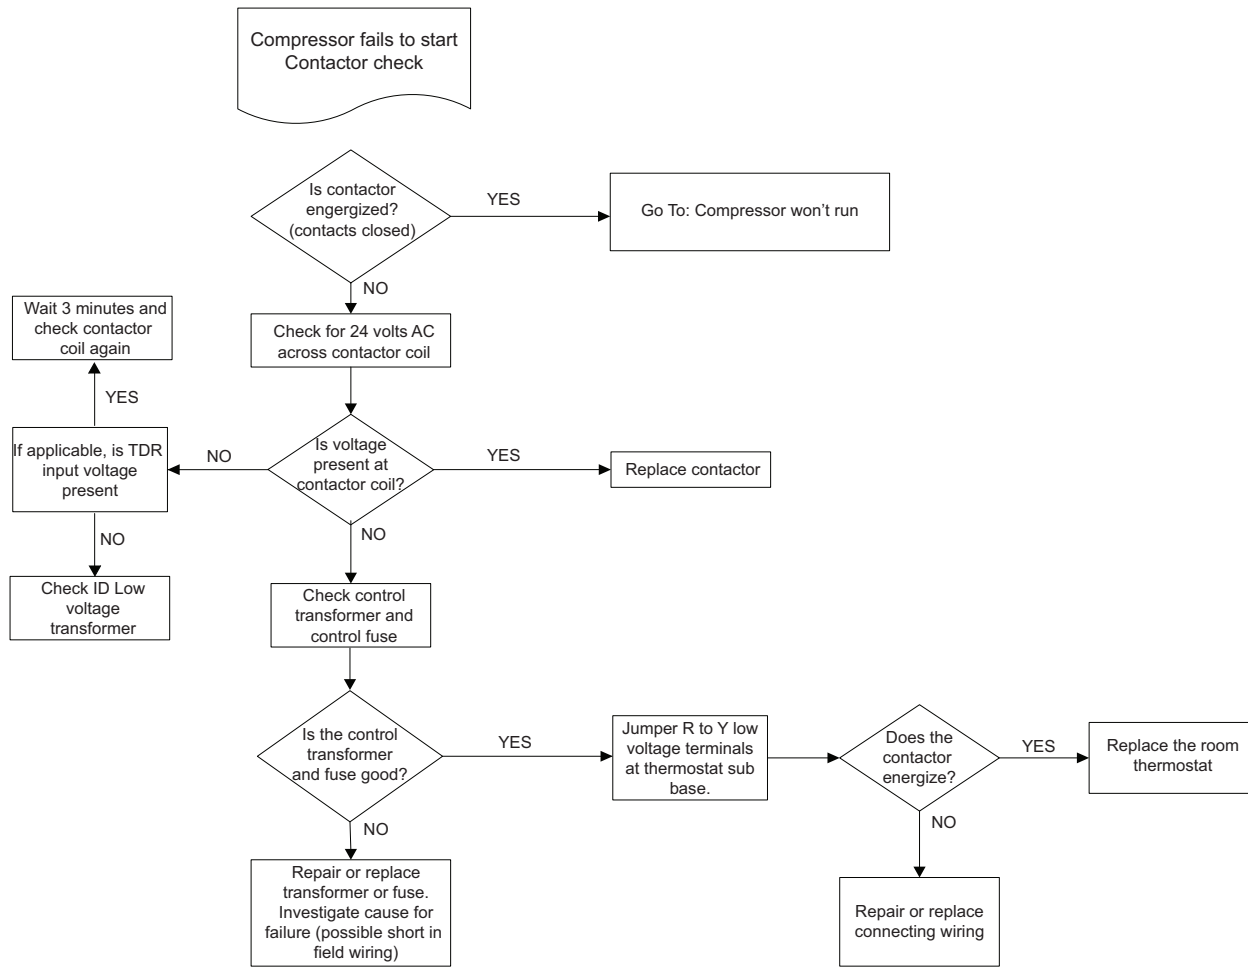 Compressor fails to start
Contactor check
Is contactor
engergized?
(contacts closed)
YES
Go To: Compressor won't run
NO
Check for 24 volts AC
across contactor coil
Wait 3 minutes and
check contactor
coil again
YES
If applicable, is TDR
input voltage
present
NO
Is voltage
present at
contactor coil?
YES
Replace contactor
NO
NO
Check ID Low
voltage
transformer
Check control
transformer and
control fuse
Is the control
transformer
and fuse good?
YES
Jumper R to Y low
voltage terminals
at thermostat sub
base.
Does the
contactor
energize?
YES
Replace the room
thermostat
NO
NO
Repair or replace
transformer or fuse.
Investigate cause for
failure (possible short in
field wiring)
Repair or replace
connecting wiring